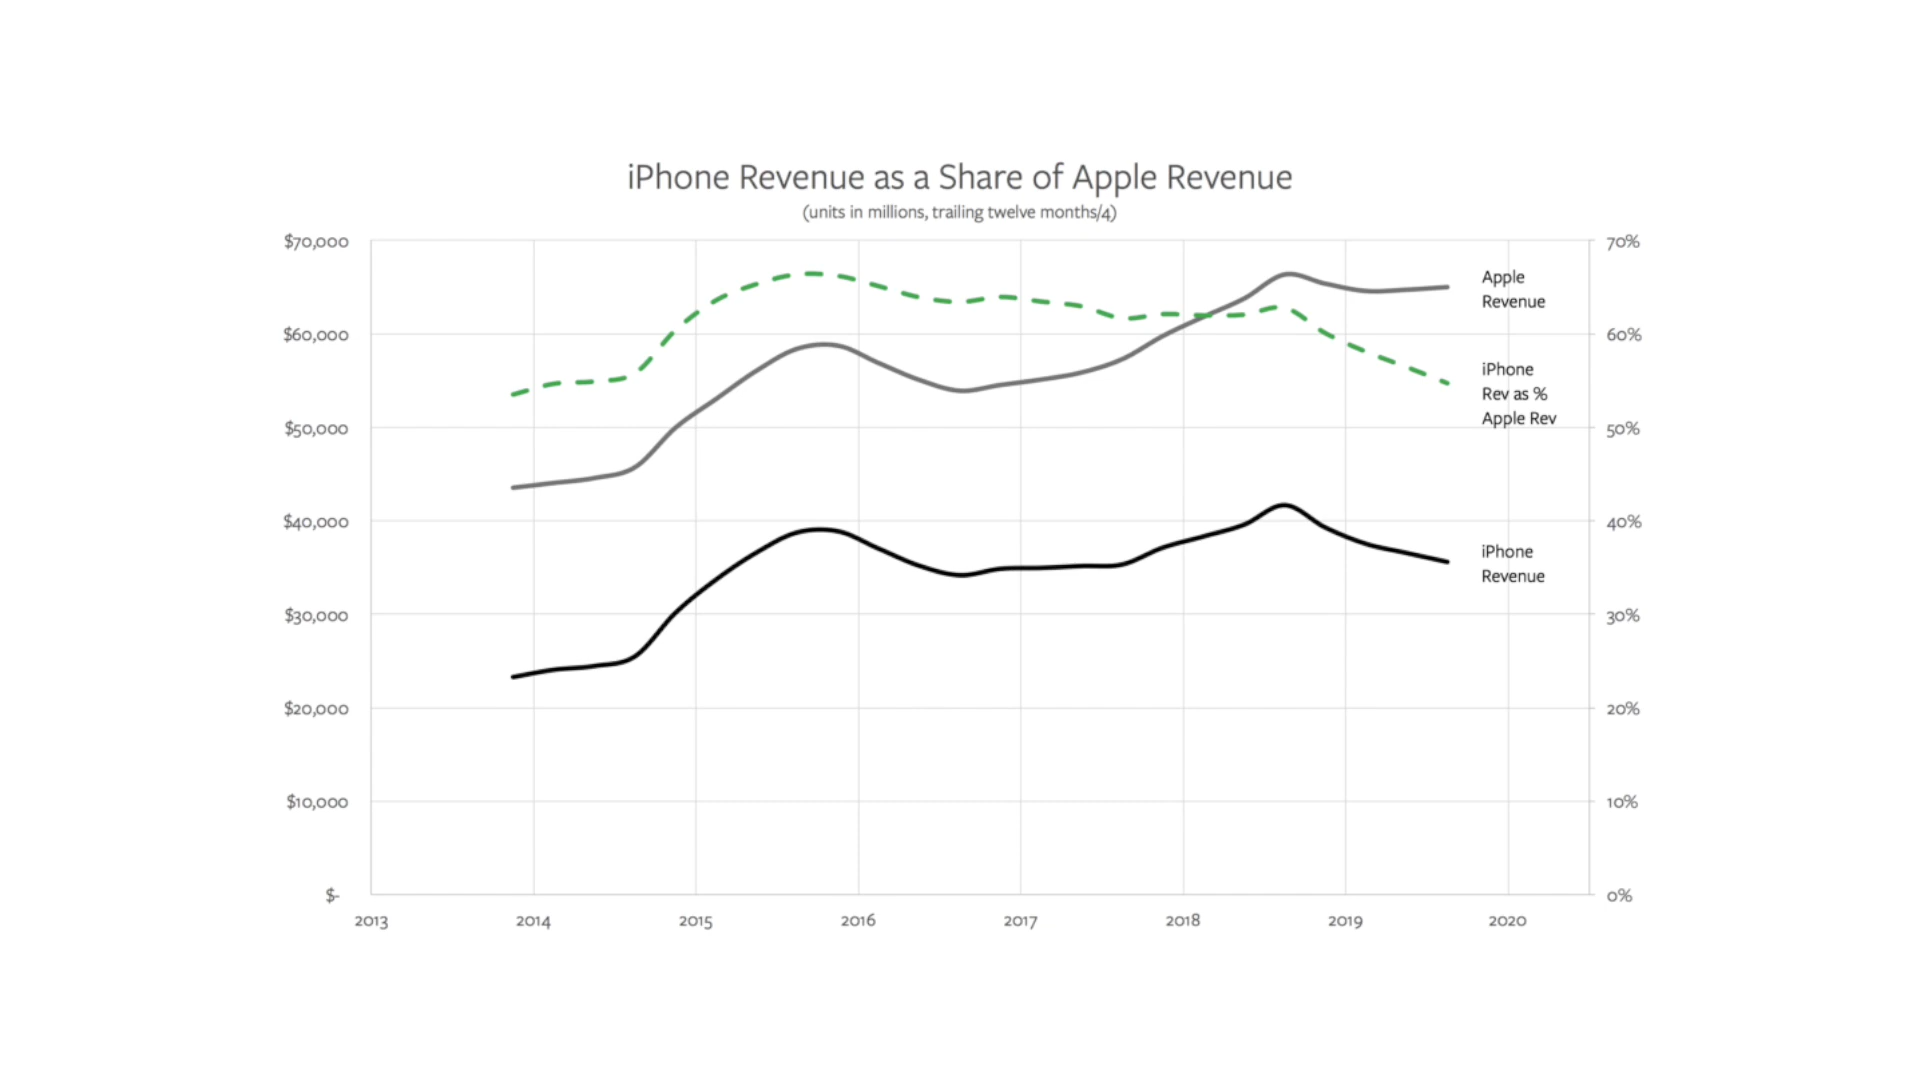 iPhone Revenue as a Share of Apple Revenue
(units in millions, trailing twelve months/4)
$70,000
$60,000
$50,000
$40,000
$30,000
$20,000
$10,000
$-
70%
60%
50%
40%
30%
20%
10%
0%
Apple
Revenue
iPhone
Rev as %
Apple Rev
iPhone
Revenue
2013 2014 2015 2016 2017 2018 2019 2020